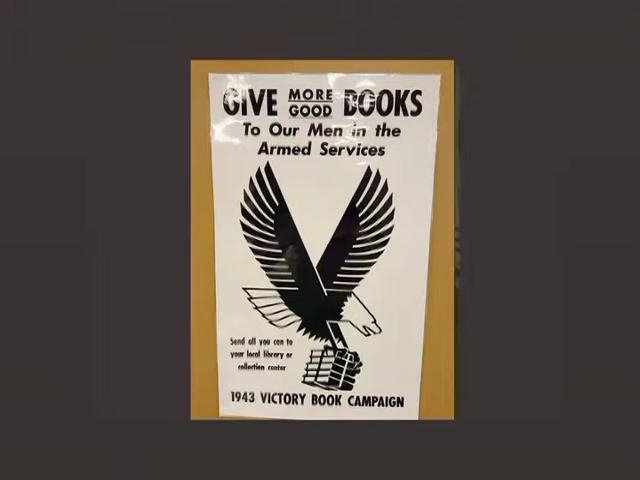 GIVE MORE GOOD BOOKS
To Our Men in the
Armed Services
Send all you can to
your local library or
collection center
1943 VICTORY BOOK CAMPAIGN